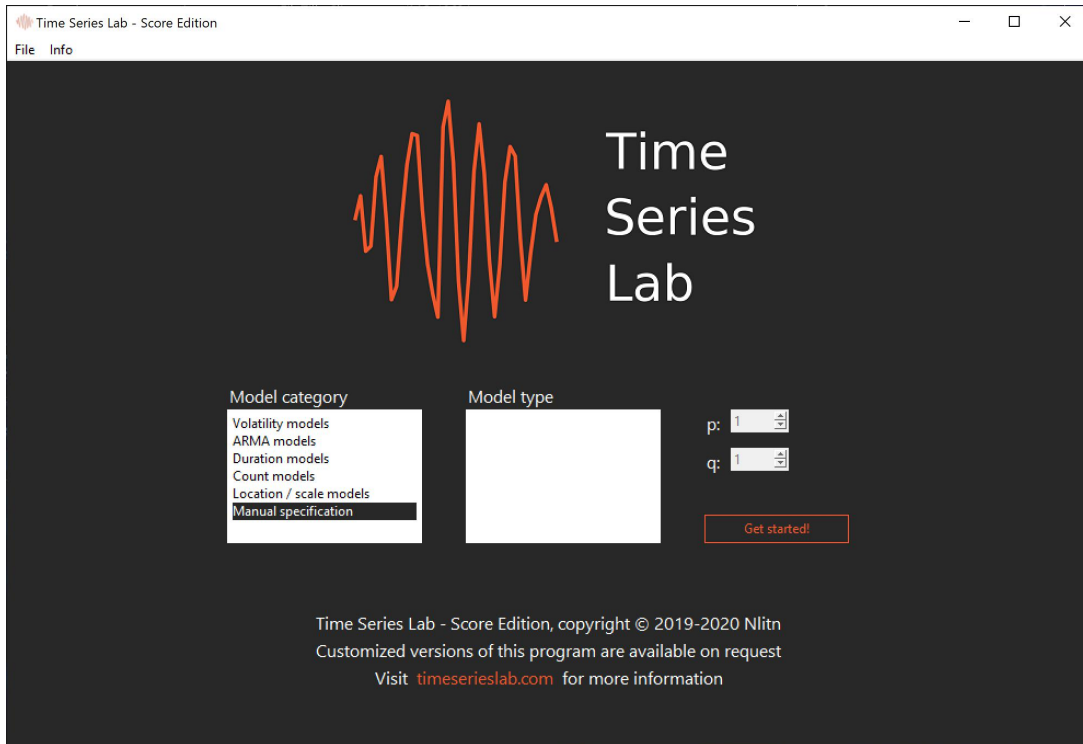 Time Series Lab - Score Edition
File Info
Time
Series
Lab
Model category
Model type
Volatility models
ARMA models
Duration models
Count models
Location / scale models
Manual specification
p: 1
q: 1
Get started!
Time Series Lab - Score Edition, copyright © 2019-2020 Nlitn
Customized versions of this program are available on request
Visit timeserieslab.com for more information